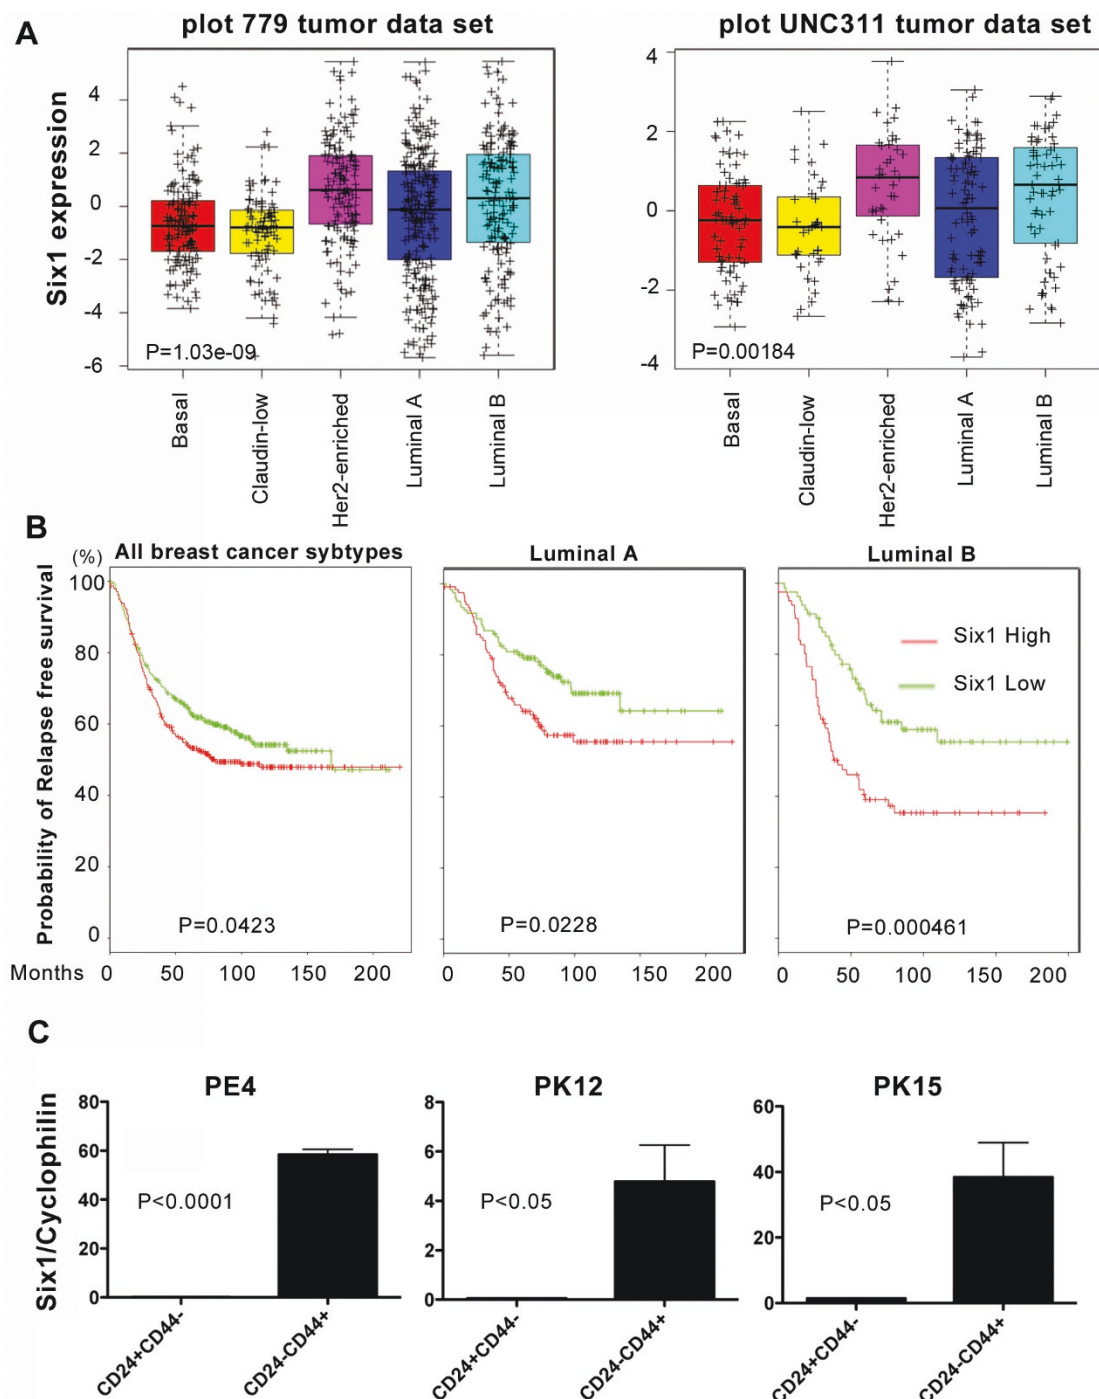 A
plot 779 tumor data set
plot UNC311 tumor data set
Six1 expression
4
2
0
-2
-4
-6
P=1.03e-09
Basal
Claudin-low
Her2-enriched
Luminal A
Luminal B
4
2
0
-2
-4
P=0.00184
Basal
Claudin-low
Her2-enriched
Luminal A
Luminal B
B
(%)
All breast cancer sybtypes
Luminal A
Luminal B
Probability of Relapse free survival
100
80
60
40
20
0
Six1 High
Six1 Low
P=0.0423
P=0.0228
P=0.000461
Months
0 50 100 150 200
0 50 100 150 200
0 50 100 150 200
C
PE4
PK12
PK15
Six1/Cyclophilin
80
60
40
20
0
P<0.0001
CD24+CD44-
CD24-CD44+
8
6
4
2
0
P<0.05
CD24+CD44-
CD24-CD44+
60
40
20
0
P<0.05
CD24+CD44-
CD24-CD44+